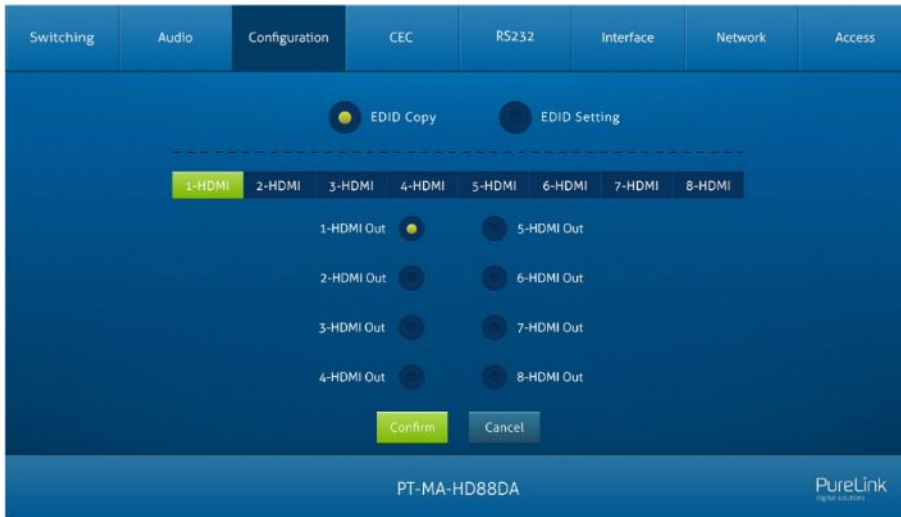 Switching Audio Configuration CEC RS232 Interface Network Access
EDID Copy EDID Setting
1-HDMI 2-HDMI 3-HDMI 4-HDMI 5-HDMI 6-HDMI 7-HDMI 8-HDMI
1-HDMI Out 5-HDMI Out
2-HDMI Out 6-HDMI Out
3-HDMI Out 7-HDMI Out
4-HDMI Out 8-HDMI Out
Confirm Cancel
PT-MA-HD88DA
PureLink
digital solutions